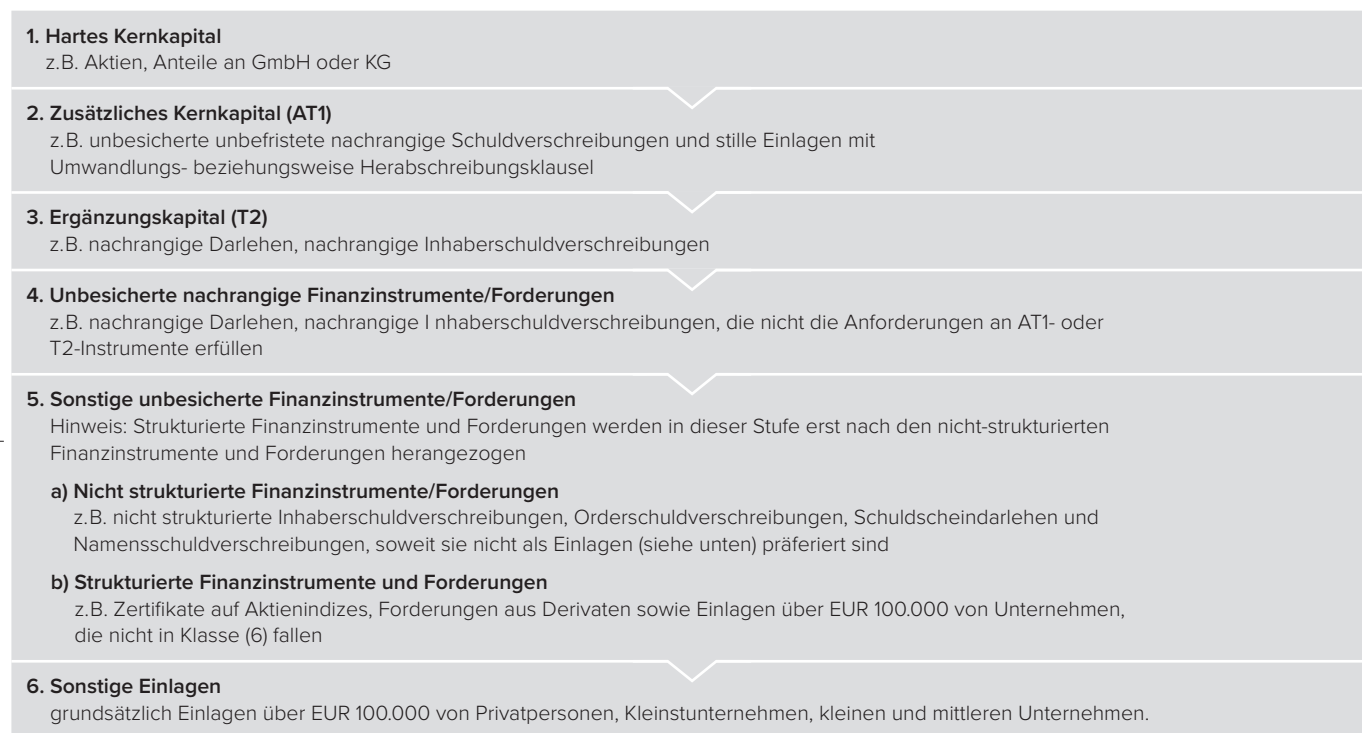 1. Hartes Kernkapital
z.B. Aktien, Anteile an GmbH oder KG
2. Zusätzliches Kernkapital (AT1)
z.B. unbesicherte unbefristete nachrangige Schuldverschreibungen und stille Einlagen mit
Umwandlungs- beziehungsweise Herabschreibungsklausel
3. Ergänzungskapital (T2)
z.B. nachrangige Darlehen, nachrangige Inhaberschuldverschreibungen
4. Unbesicherte nachrangige Finanzinstrumente/Forderungen
z.B. nachrangige Darlehen, nachrangige I nhaberschuldverschreibungen, die nicht die Anforderungen an AT1- oder
T2-Instrumente erfüllen
5. Sonstige unbesicherte Finanzinstrumente/Forderungen
Hinweis: Strukturierte Finanzinstrumente und Forderungen werden in dieser Stufe erst nach den nicht-strukturierten
Finanzinstrumente und Forderungen herangezogen
a) Nicht strukturierte Finanzinstrumente/Forderungen
z.B. nicht strukturierte Inhaberschuldverschreibungen, Orderschuldverschreibungen, Schuldscheindarlehen und
Namensschuldverschreibungen, soweit sie nicht als Einlagen (siehe unten) präferiert sind
b) Strukturierte Finanzinstrumente und Forderungen
z.B. Zertifikate auf Aktienindizes, Forderungen aus Derivaten sowie Einlagen über EUR 100.000 von Unternehmen,
die nicht in Klasse (6) fallen
6. Sonstige Einlagen
grundsätzlich Einlagen über EUR 100.000 von Privatpersonen, Kleinstunternehmen, kleinen und mittleren Unternehmen.